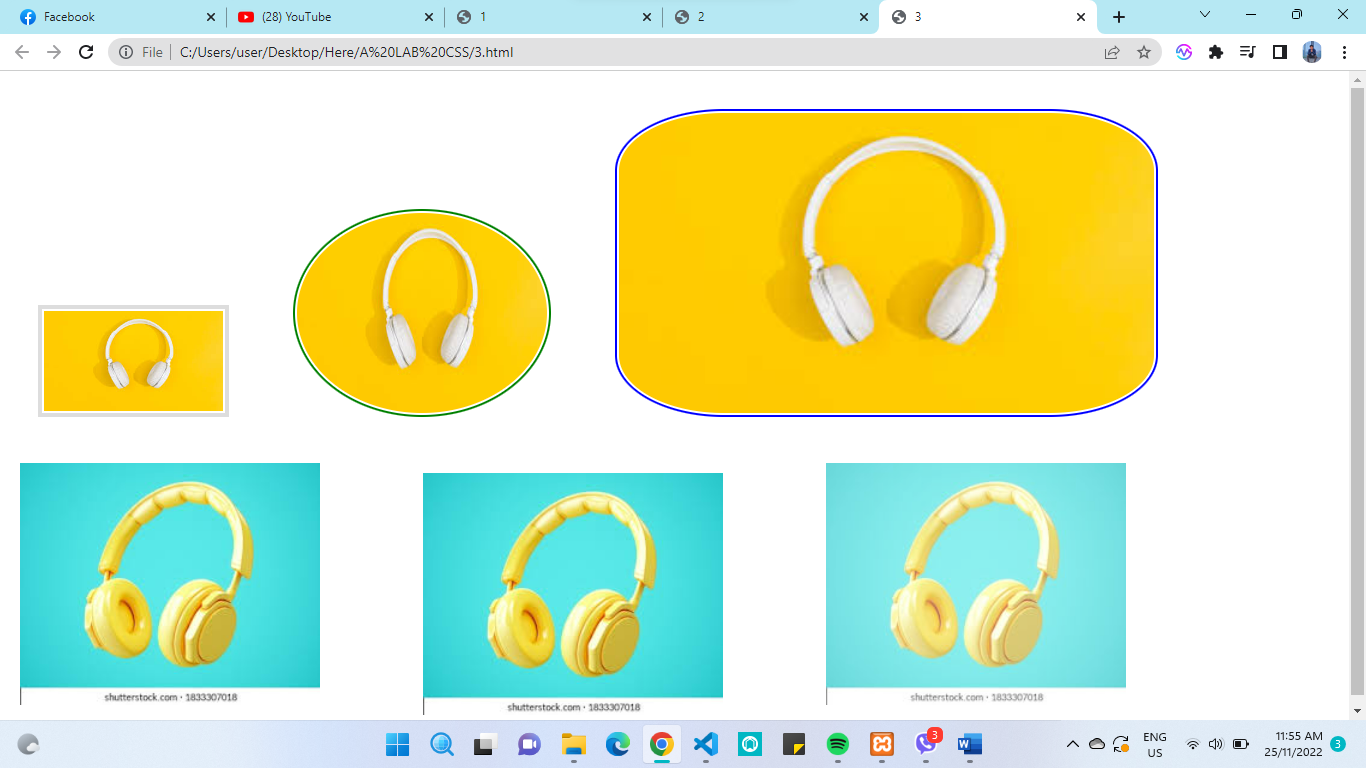 Facebook
(28) YouTube
1
2
3
File
C:/Users/user/Desktop/Here/A%20LAB%20CSS/3.html
shutterstock.com · 1833307018
shutterstock.com · 1833307018
shutterstock.com · 1833307018
3
ENG
US
11:55 AM
25/11/2022
3